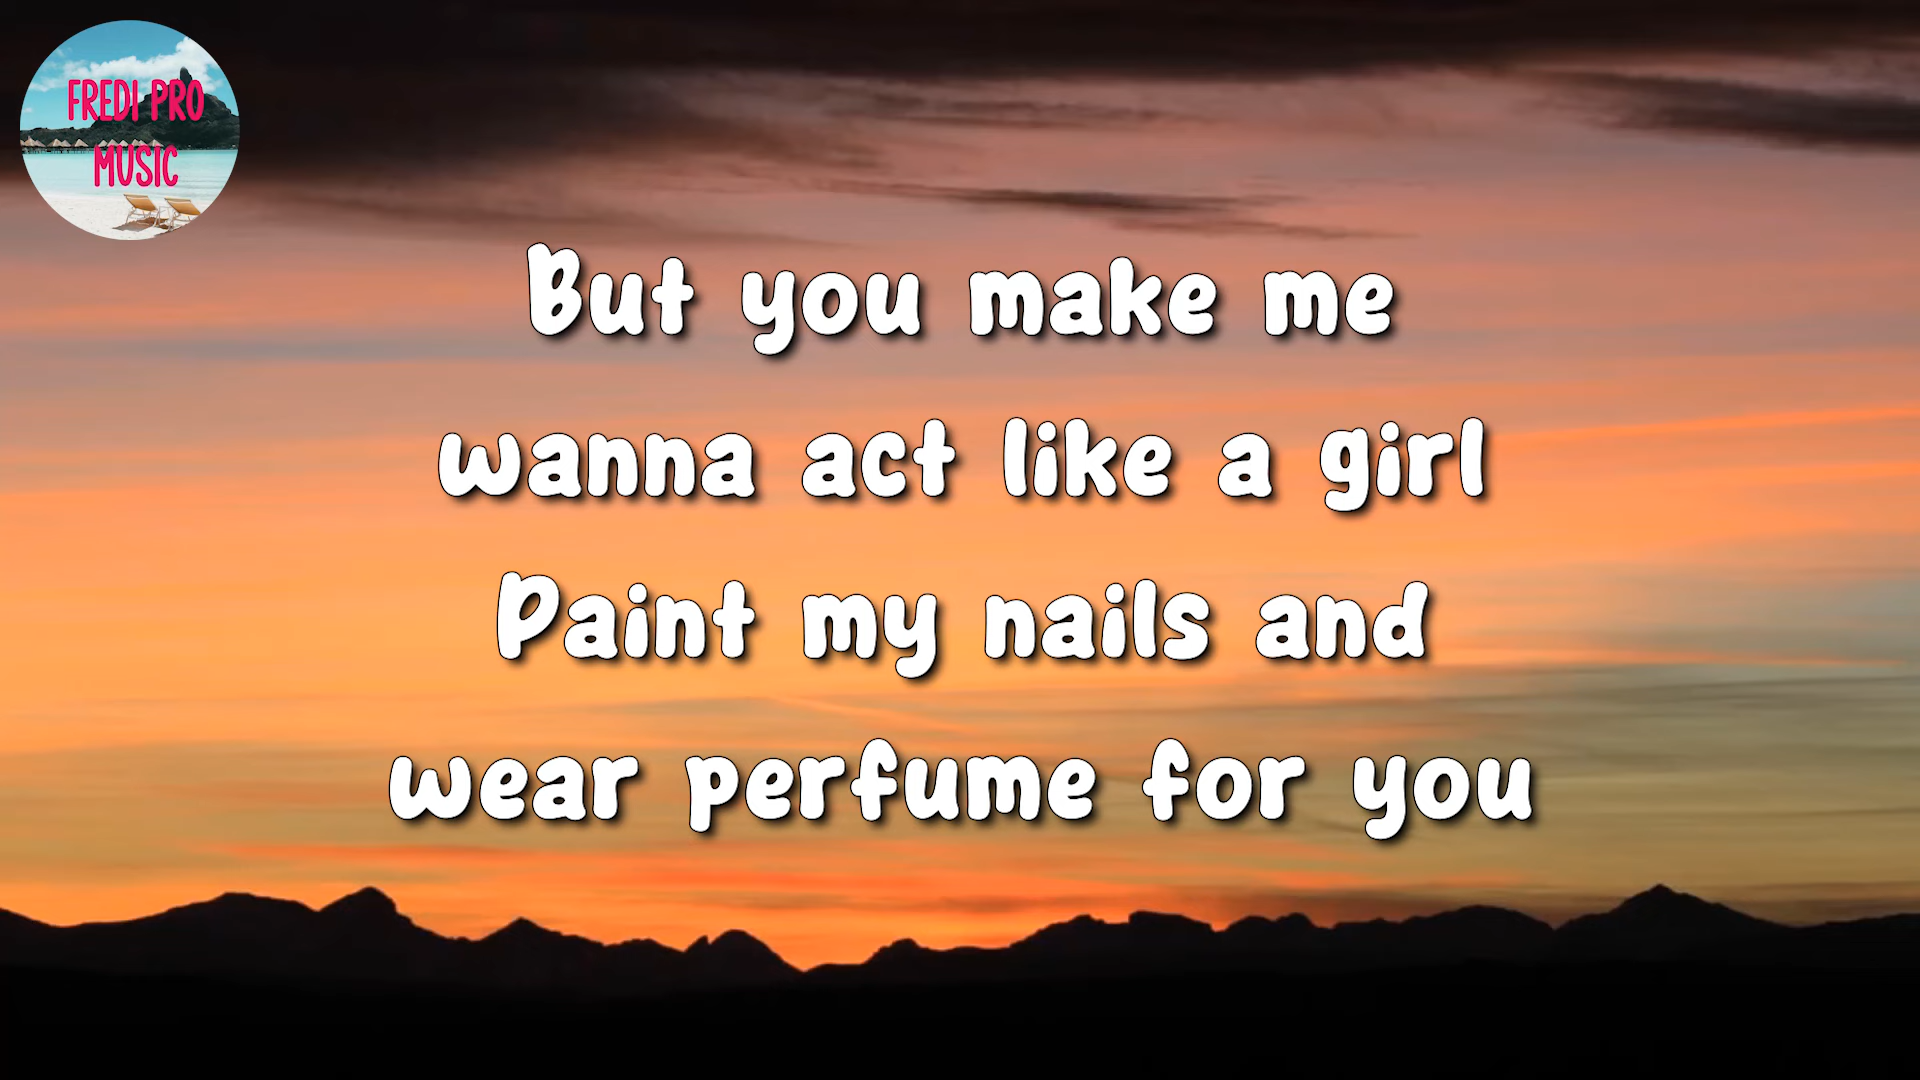 FREDI PRO
MUSIC
But you make me
wanna act like a girl
Paint my nails and
wear perfume for you